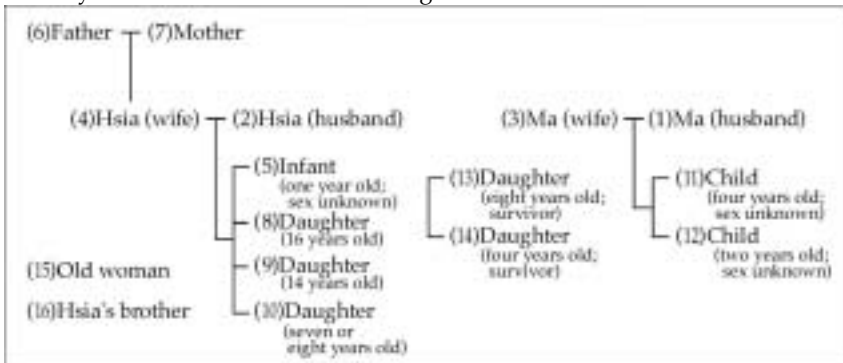 (6)Father (7)Mother
(4)Hsia (wife) (2)Hsia (husband) (3)Ma (wife) (1)Ma (husband)
(5)Infant
(one year old;
sex unknown)
(8)Daughter
(16 years old)
(9)Daughter
(14 years old)
(10)Daughter
(seven or
eight years old)
(13)Daughter
(eight years old;
survivor)
(14)Daughter
(four years old;
survivor)
(11)Child
(four years old;
sex unknown)
(12)Child
(two years old;
sex unknown)
(15)Old woman
(16)Hsia's brother